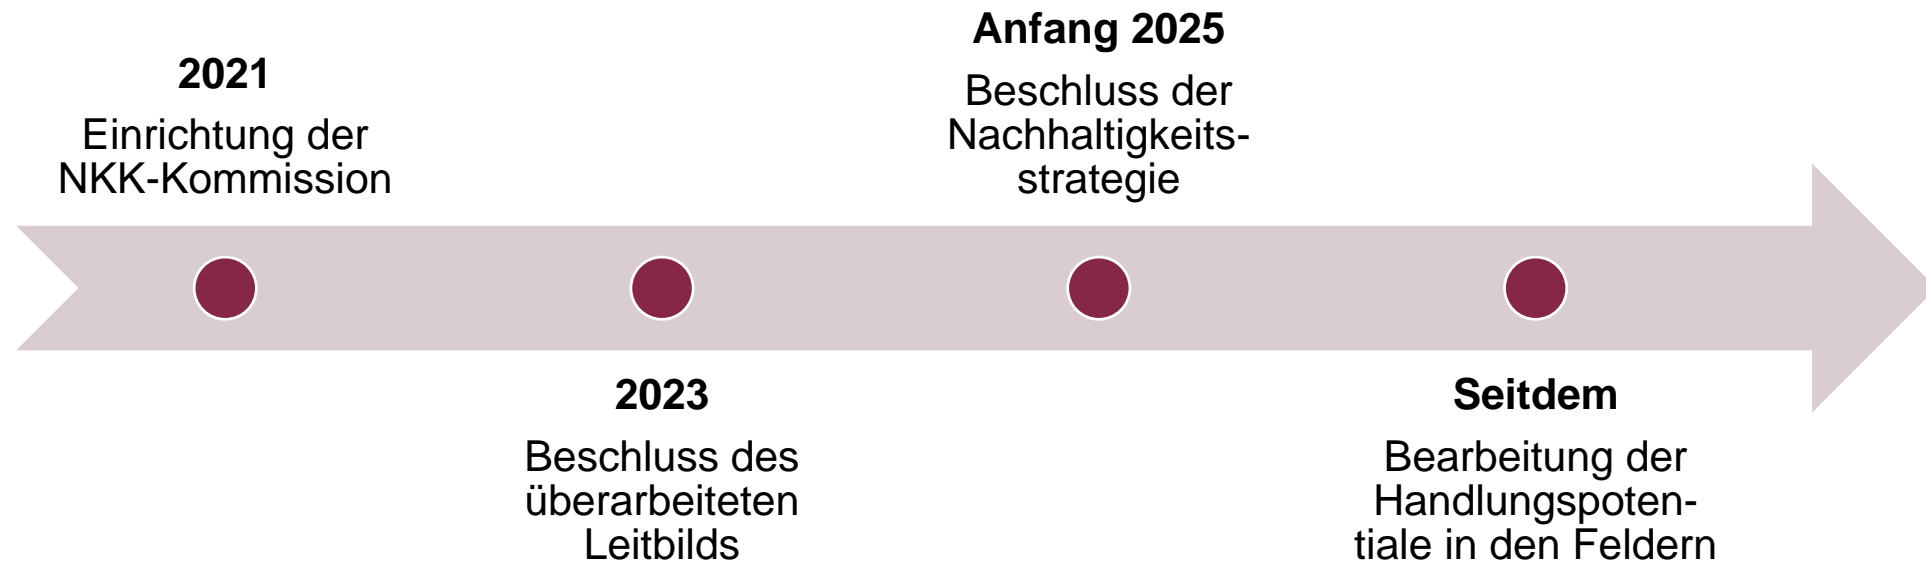 2021
Einrichtung der
NKK-Kommission
2023
Beschluss des
überarbeiteten
Leitbilds
Anfang 2025
Beschluss der
Nachhaltigkeits-
strategie
Seitdem
Bearbeitung der
Handlungspoten-
tiale in den Feldern